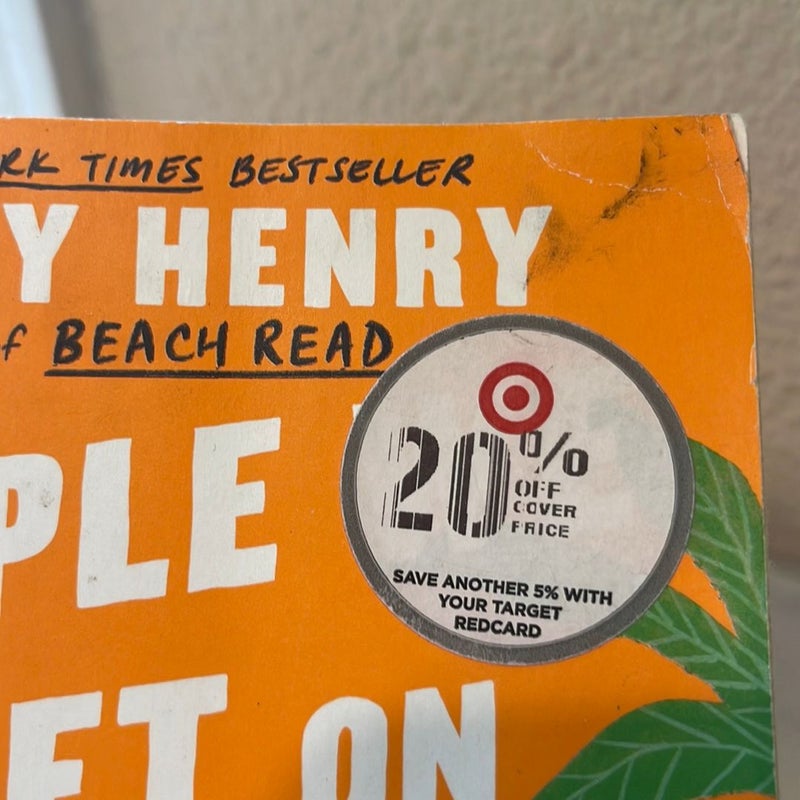 RK TIMES BESTSELLER
Y HENRY
f BEACH READ
PLE
20% OFF COVER PRICE
SAVE ANOTHER 5% WITH
YOUR TARGET
REDCARD
ET ON